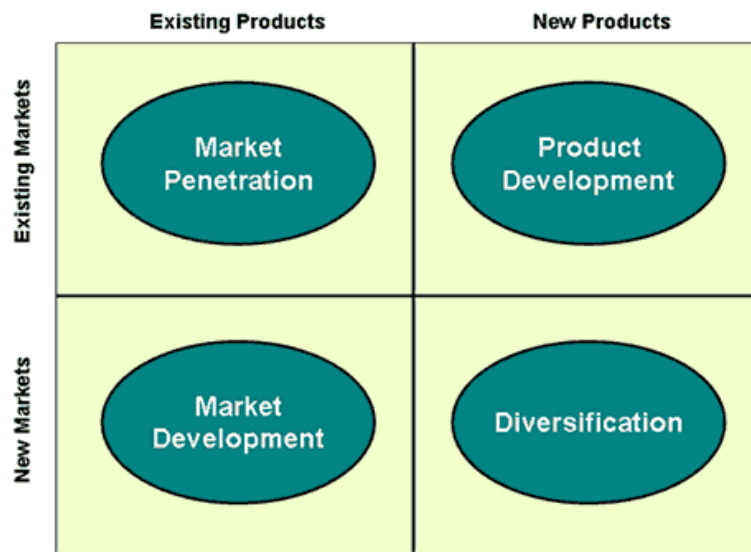 Existing Products
New Products
Existing Markets
Market
Penetration
Product
Development
New Markets
Market
Development
Diversification